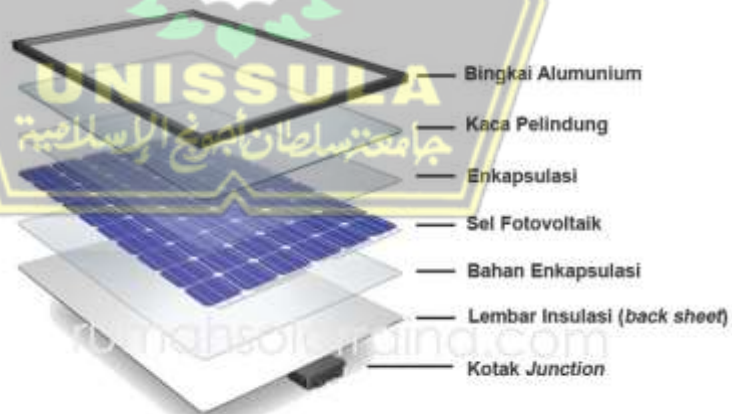 Bingkai Alumunium
UNISSULA
جامعة سلطان أجونج الإسلامية
Kaca Pelindung
Enkapsulasi
Sel Fotovoltaik
Bahan Enkapsulasi
Lembar Insulasi (back sheet)
Kotak Junction